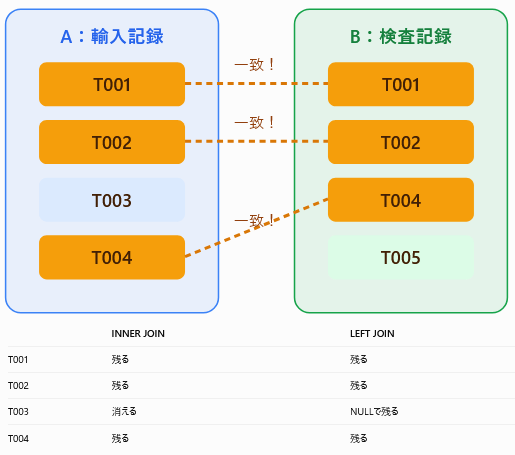 A：輸入記録
B：検査記録
T001
一致！
T001
T002
一致！
T002
T003
T004
T004
一致！
T005
INNER JOIN LEFT JOIN
T001 残る 残る
T002 残る 残る
T003 消える NULLで残る
T004 残る 残る